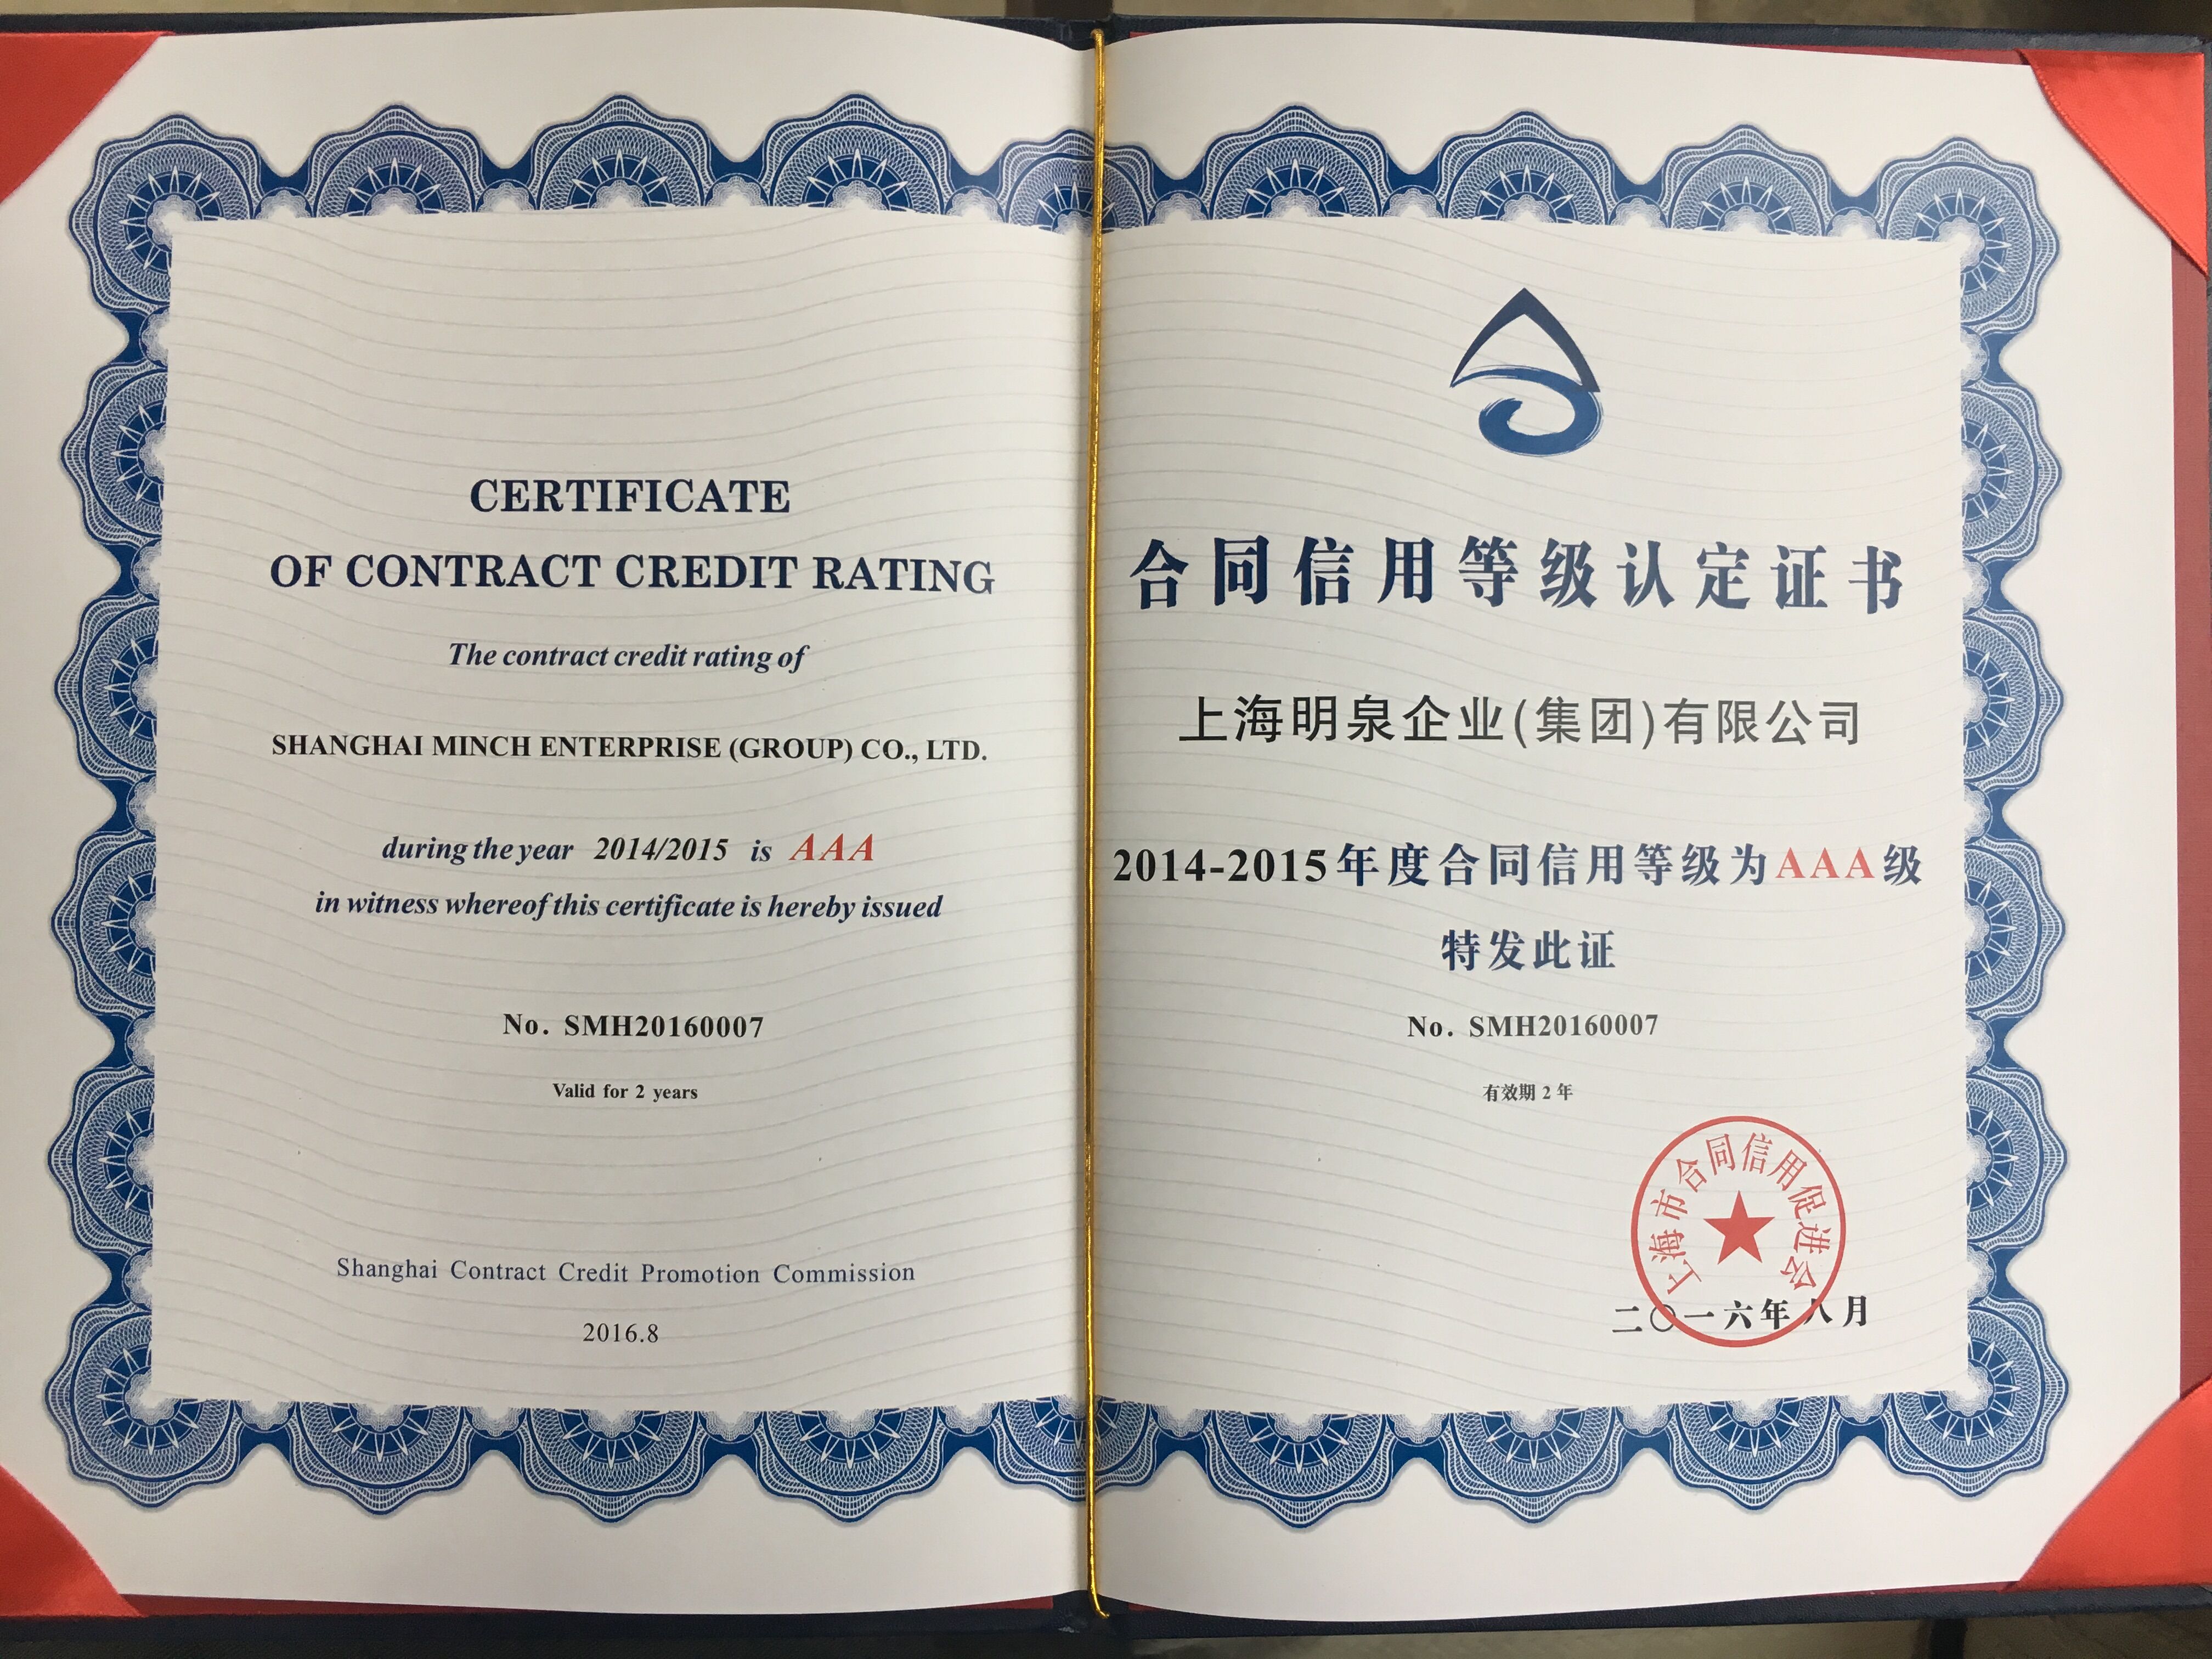 CERTIFICATE
OF CONTRACT CREDIT RATING
The contract credit rating of
SHANGHAI MINCH ENTERPRISE (GROUP) CO., LTD.
during the year 2014/2015 is AAA
in witness whereof this certificate is hereby issued
No. SMH20160007
Valid for 2 years
Shanghai Contract Credit Promotion Commission
2016.8
合同信用等级认定证书
上海明泉企业(集团)有限公司
2014-2015年度合同信用等级为AAA级
特发此证
No. SMH20160007
有效期 2 年
上海市合同信用促进会
二〇一六年八月